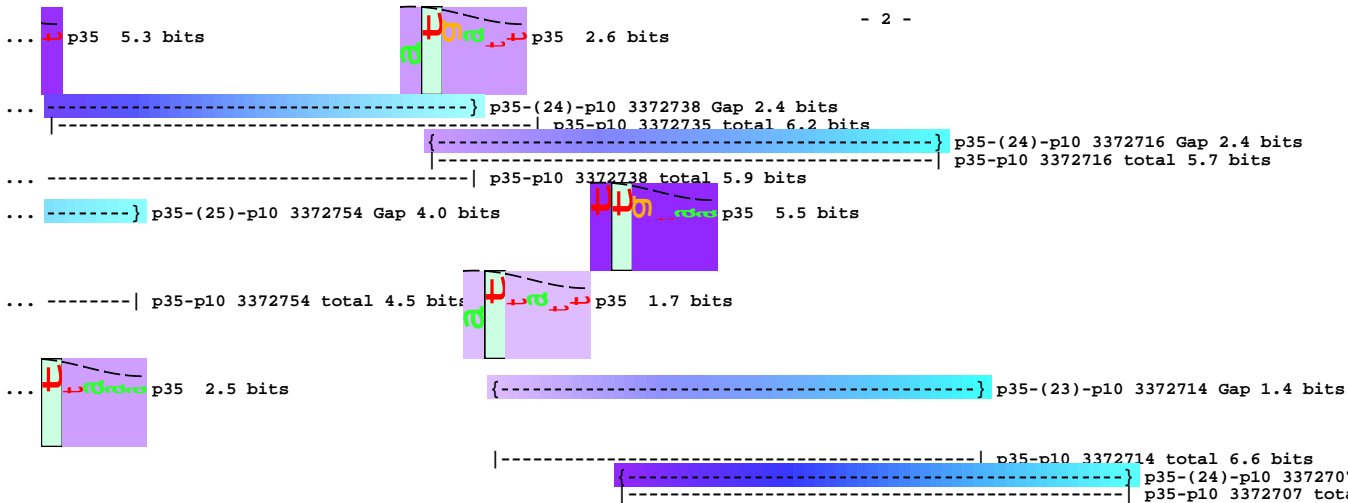 - 2 -
... p35 5.3 bits p35 2.6 bits
... ----------------------------------------} p35-(24)-p10 3372738 Gap 2.4 bits
|---------------------------------------------| p35-p10 3372735 total 6.2 bits
{-----------------------------------------------} p35-(24)-p10 3372716 Gap 2.4 bits
|-----------------------------------------------| p35-p10 3372716 total 5.7 bits
... ----------------------------------------| p35-p10 3372738 total 5.9 bits
... --------} p35-(25)-p10 3372754 Gap 4.0 bits p35 5.5 bits
... --------| p35-p10 3372754 total 4.5 bits p35 1.7 bits
... p35 2.5 bits {---------------------------------------------} p35-(23)-p10 3372714 Gap 1.4 bits
|---------------------------------------------| p35-p10 3372714 total 6.6 bits
{-----------------------------------------------} p35-(24)-p10
|-----------------------------------------------| p35-p10 3372707